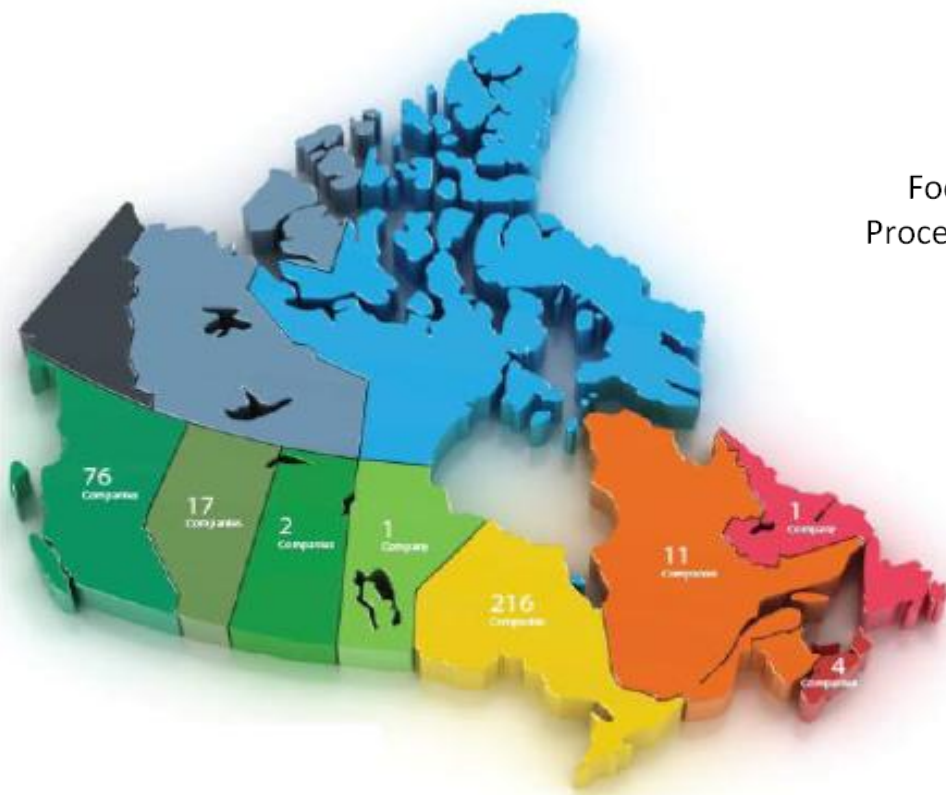 Foo
Proce
76
Companies
17
Companies
2
Companies
1
Company
216
Companies
11
Companies
1
Company
4
Companies